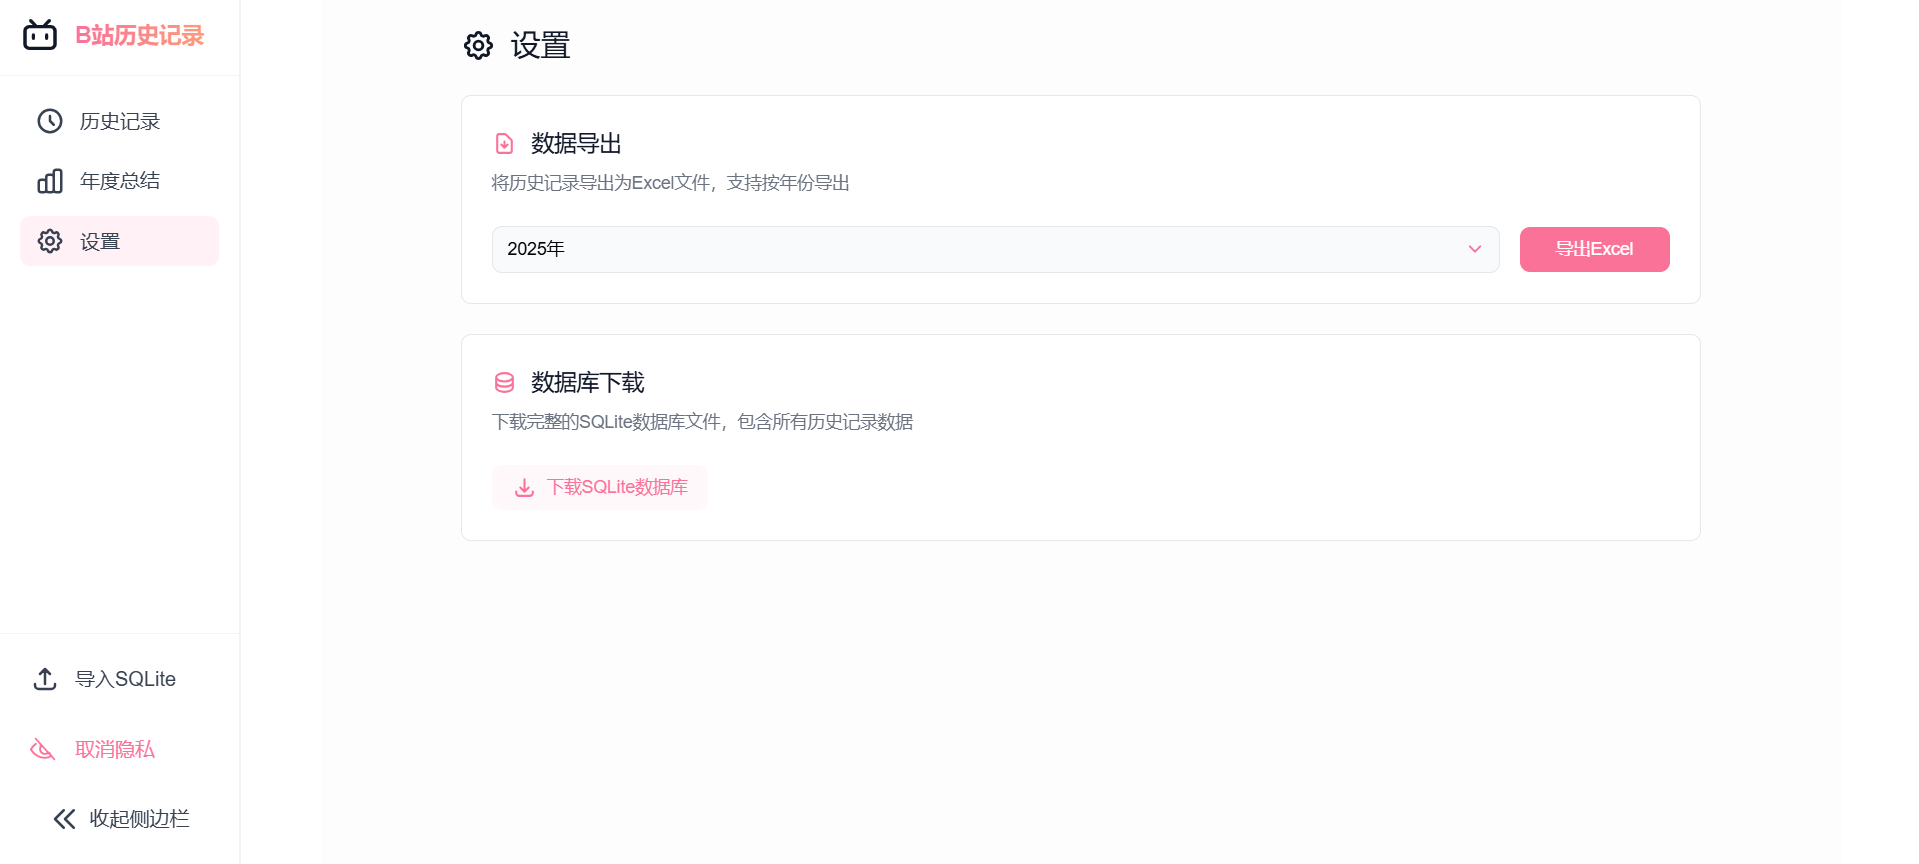 B站历史记录
历史记录
年度总结
设置
导入SQLite
取消隐私
收起侧边栏
设置
数据导出
将历史记录导出为Excel文件，支持按年份导出
2025年
导出Excel
数据库下载
下载完整的SQLite数据库文件，包含所有历史记录数据
下载SQLite数据库